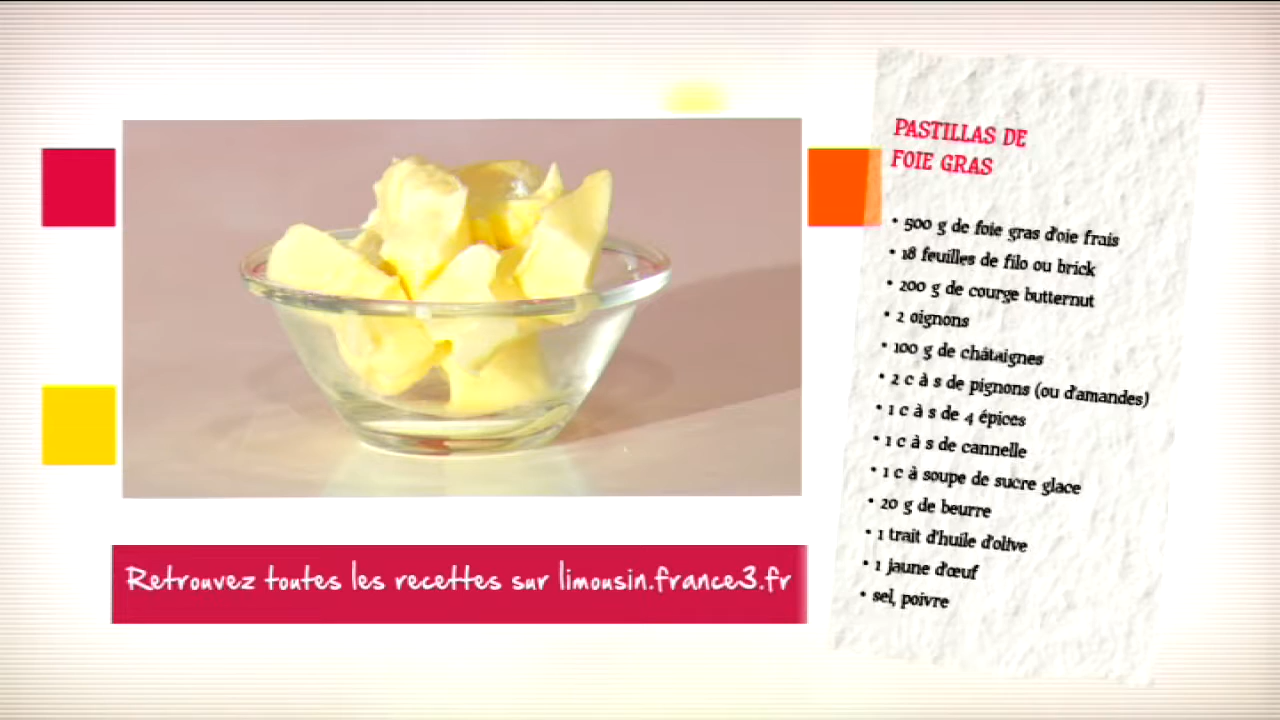 PASTILLAS DE
FOIE GRAS
• 500 g de foie gras d'oie frais
• 18 feuilles de filo ou brick
• 200 g de courge butternut
• 2 oignons
• 100 g de châtaignes
• 2 c à s de pignons (ou d'amandes)
• 1 c à s de 4 épices
• 1 c à s de cannelle
• 1 c à soupe de sucre glace
• 20 g de beurre
• 1 trait d'huile d'olive
• 1 jaune d'œuf
• sel, poivre
Retrouvez toutes les recettes sur limousin.france3.fr